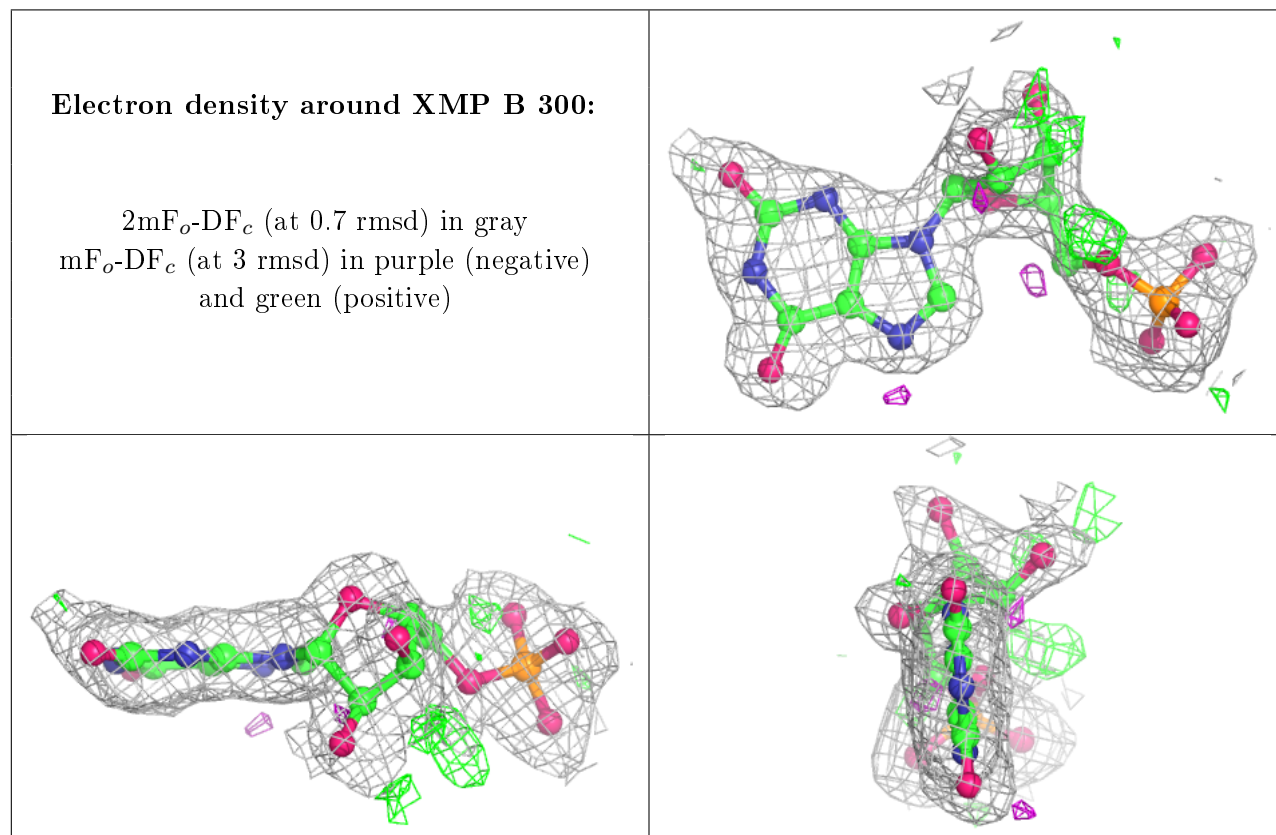 Electron density around XMP B 300:
2mFₒ-DF𝒸 (at 0.7 rmsd) in gray
mFₒ-DF𝒸 (at 3 rmsd) in purple (negative)
and green (positive)